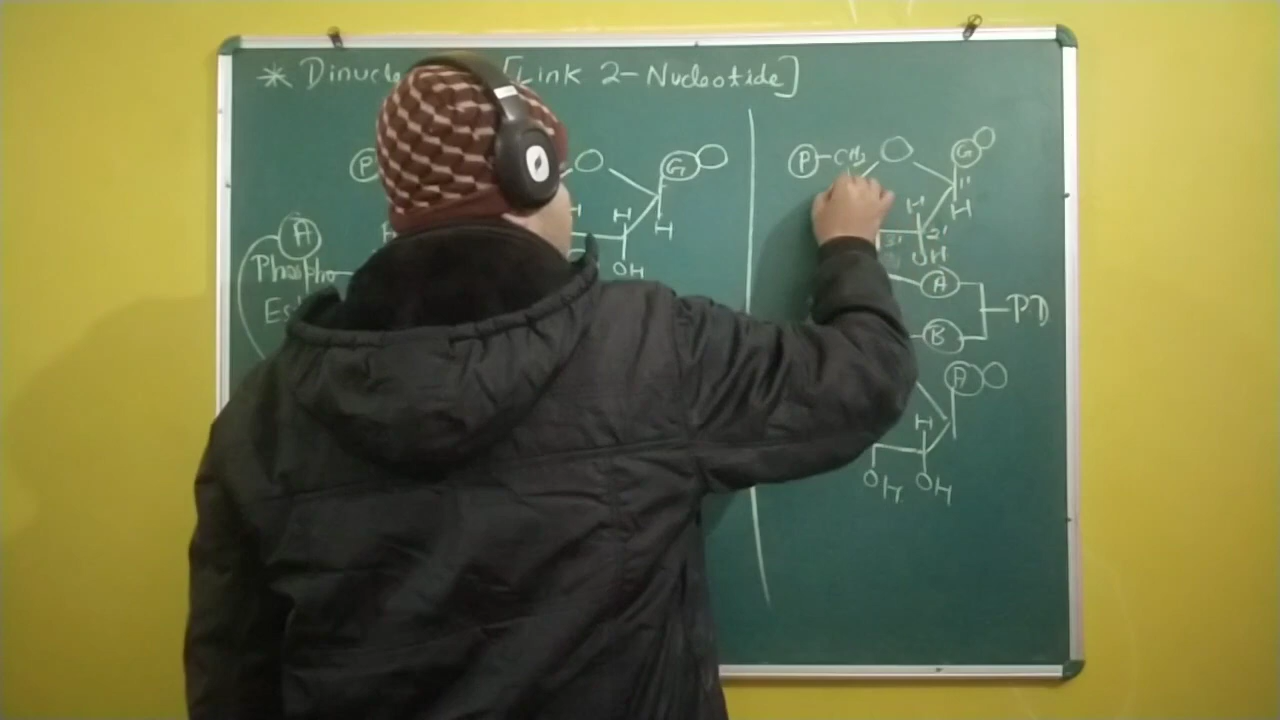 * Dinucle [Link 2-Nucleotide]
P
O
G
H
H
H
OH
A
Phospho
Es
P-CH2
O
G
1'
H
H
3'
2'
OH
A
B
PD
A
H
OH
OH